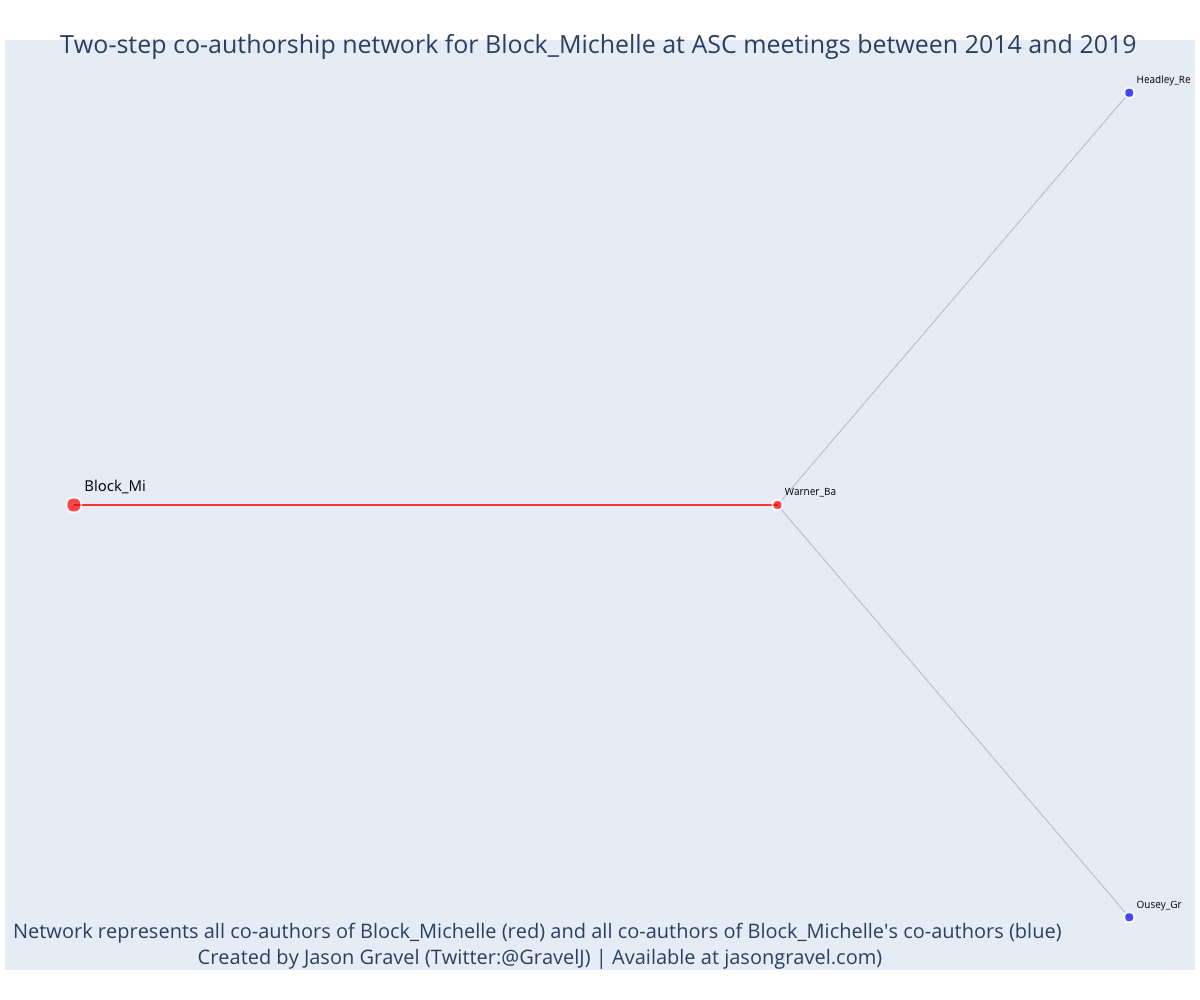 Two-step co-authorship network for Block_Michelle at ASC meetings between 2014 and 2019
Headley_Re
Block_Mi
Warner_Ba
Ousey_Gr
Network represents all co-authors of Block_Michelle (red) and all co-authors of Block_Michelle's co-authors (blue)
Created by Jason Gravel (Twitter:@GravelJ) | Available at jasongravel.com)